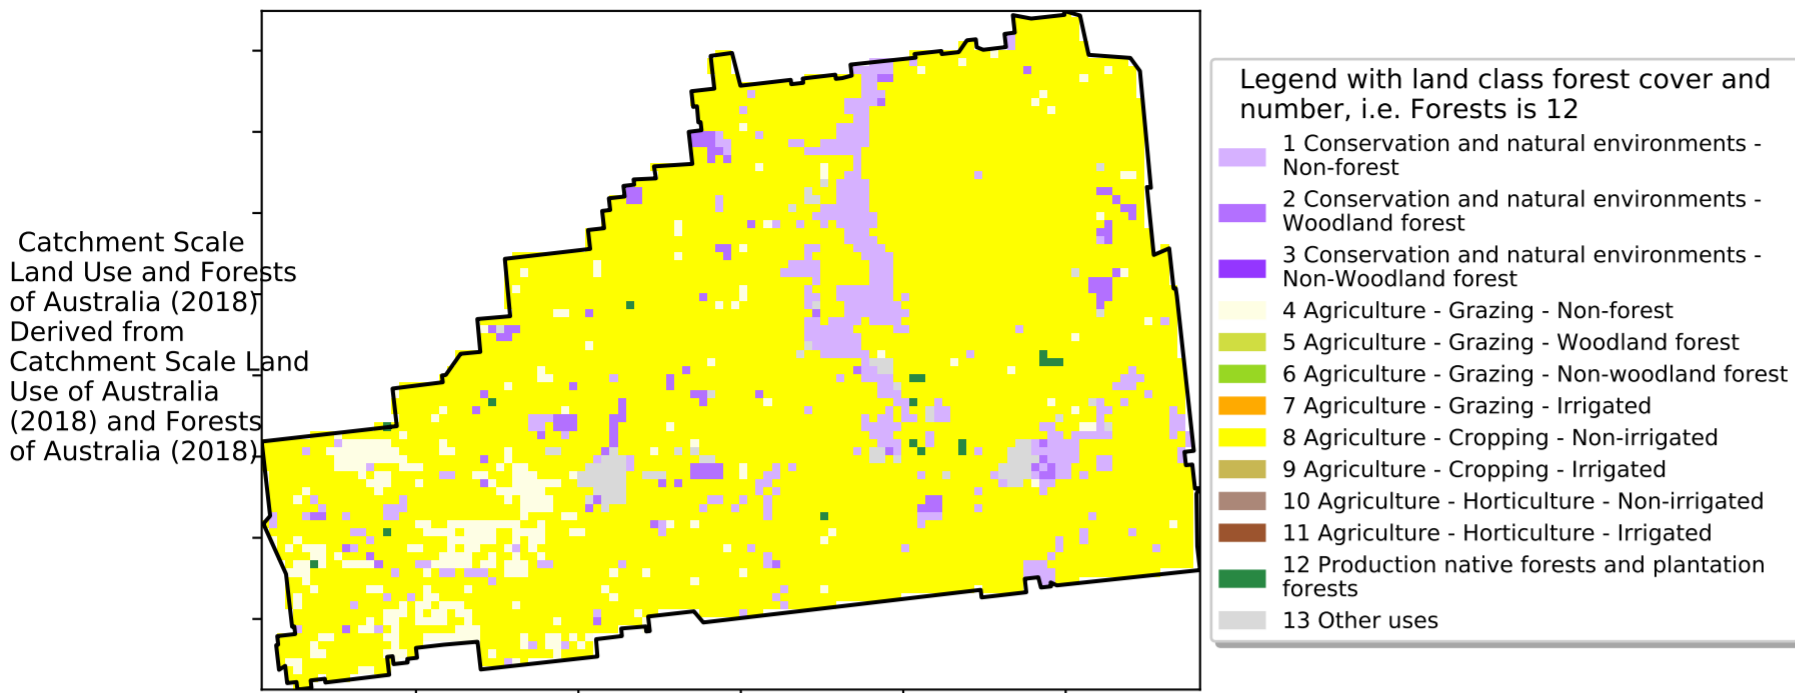 Catchment Scale
Land Use and Forests
of Australia (2018)
Derived from
Catchment Scale Land
Use of Australia
(2018) and Forests
of Australia (2018)
Legend with land class forest cover and
number, i.e. Forests is 12
1 Conservation and natural environments -
Non-forest
2 Conservation and natural environments -
Woodland forest
3 Conservation and natural environments -
Non-Woodland forest
4 Agriculture - Grazing - Non-forest
5 Agriculture - Grazing - Woodland forest
6 Agriculture - Grazing - Non-woodland forest
7 Agriculture - Grazing - Irrigated
8 Agriculture - Cropping - Non-irrigated
9 Agriculture - Cropping - Irrigated
10 Agriculture - Horticulture - Non-irrigated
11 Agriculture - Horticulture - Irrigated
12 Production native forests and plantation
forests
13 Other uses